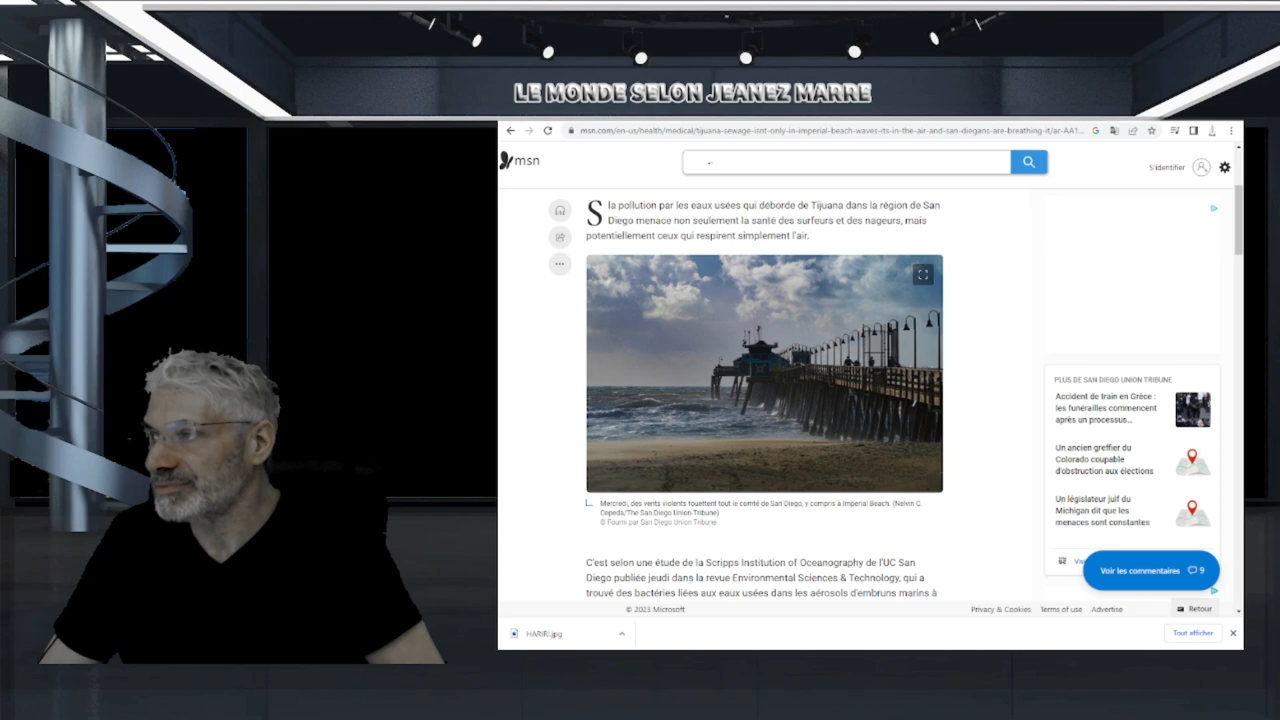 LE MONDE SELON JEANEZ MARRE
msn.com/en-us/health/medical/tijuana-sewage-isnt-only-in-imperial-beach-waves-its-in-the-air-and-san-diegans-are-breathing-it/ar-AA1...
msn
S'identifier
S la pollution par les eaux usées qui déborde de Tijuana dans la région de San
Diego menace non seulement la santé des surfeurs et des nageurs, mais
potentiellement ceux qui respirent simplement l'air.
Mercredi, des vents violents fouettent tout le comté de San Diego, y compris à Imperial Beach. (Nelvin C.
Cepeda/The San Diego Union-Tribune)
© Fourni par San Diego Union Tribune
C'est selon une étude de la Scripps Institution of Oceanography de l'UC San
Diego publiée jeudi dans la revue Environmental Sciences & Technology, qui a
trouvé des bactéries liées aux eaux usées dans les aérosols d'embruns marins à
PLUS DE SAN DIEGO UNION TRIBUNE
Accident de train en Grèce :
les funérailles commencent
après un processus...
Un ancien greffier du
Colorado coupable
d'obstruction aux élections
Un législateur juif du
Michigan dit que les
menaces sont constantes
Voir les commentaires 9
© 2023 Microsoft
Privacy & Cookies Terms of use Advertise
Retour
HARIRI.jpg
Tout afficher